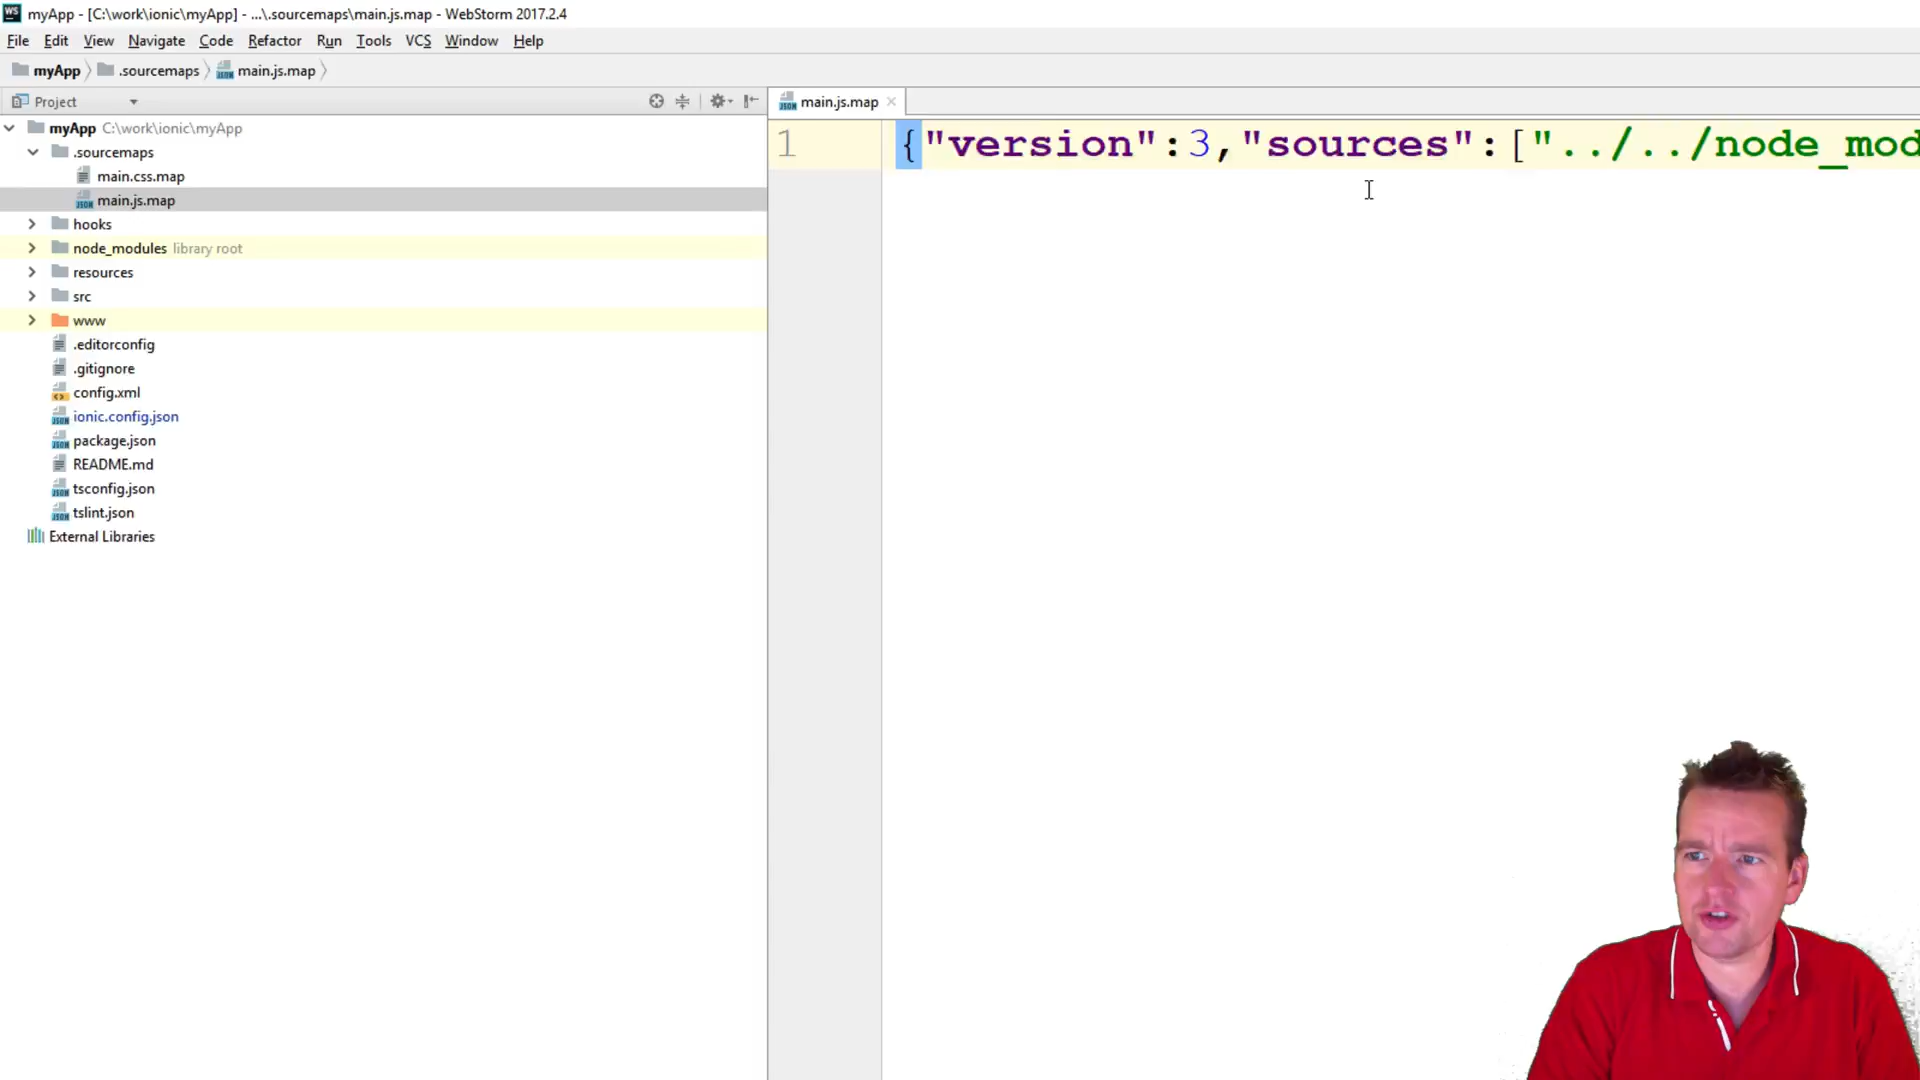 WS myApp - [C:\work\ionic\myApp] - ...\.sourcemaps\main.js.map - WebStorm 2017.2.4
File Edit View Navigate Code Refactor Run Tools VCS Window Help
myApp .sourcemaps main.js.map
Project main.js.map
myApp C:\work\ionic\myApp
1 {"version":3,"sources":["../../node_mod
.sourcemaps
main.css.map
main.js.map
hooks
node_modules library root
resources
src
www
.editorconfig
.gitignore
config.xml
ionic.config.json
package.json
README.md
tsconfig.json
tslint.json
External Libraries